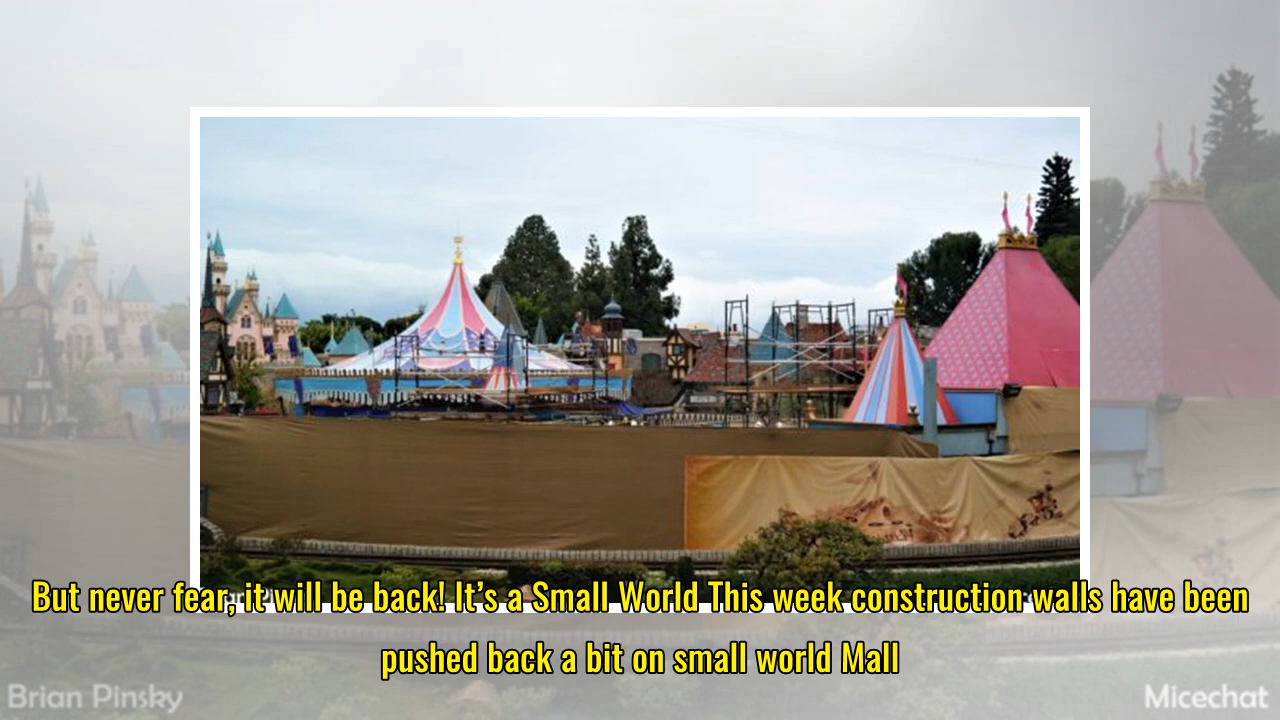 But never fear, it will be back! It’s a Small World This week construction walls have been
pushed back a bit on small world Mall
Brian Pinsky
Micechat